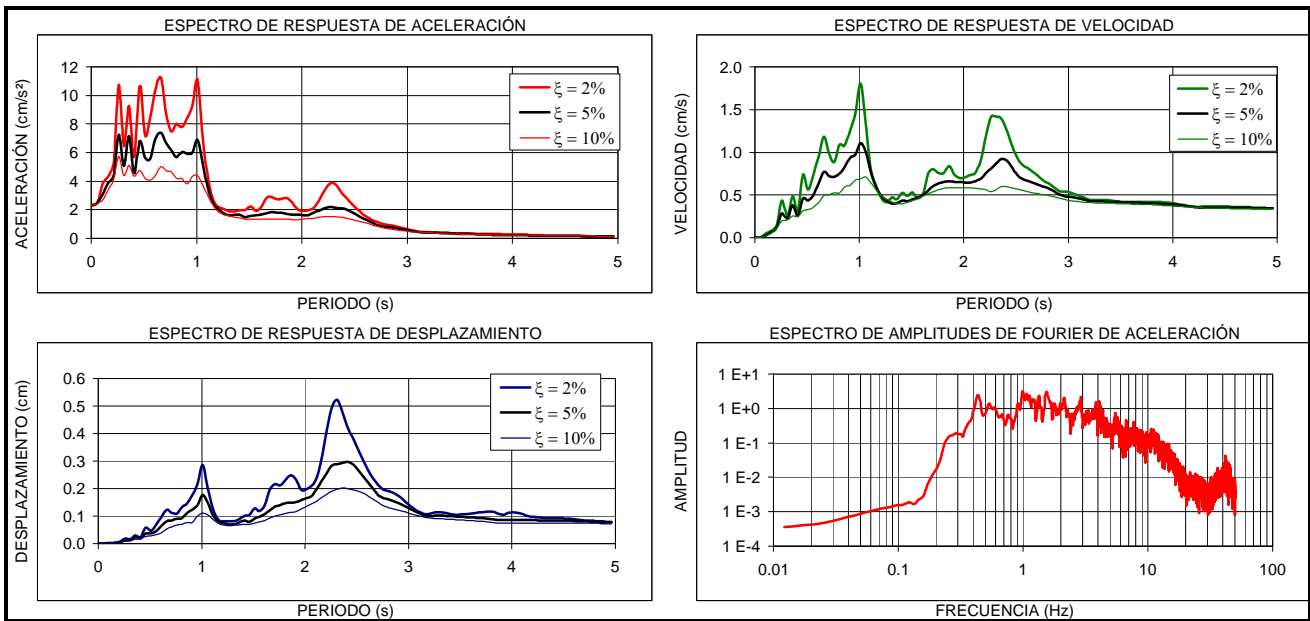 ESPECTRO DE RESPUESTA DE ACELERACIÓN
ACELERACIÓN (cm/s²)
12
10
8
6
4
2
0
ξ = 2%
ξ = 5%
ξ = 10%
0 1 2 3 4 5
PERIODO (s)
ESPECTRO DE RESPUESTA DE VELOCIDAD
VELOCIDAD (cm/s)
2.0
1.5
1.0
0.5
0.0
ξ = 2%
ξ = 5%
ξ = 10%
0 1 2 3 4 5
PERIODO (s)
ESPECTRO DE RESPUESTA DE DESPLAZAMIENTO
DESPLAZAMIENTO (cm)
0.6
0.5
0.4
0.3
0.2
0.1
0.0
ξ = 2%
ξ = 5%
ξ = 10%
0 1 2 3 4 5
PERIODO (s)
ESPECTRO DE AMPLITUDES DE FOURIER DE ACELERACIÓN
AMPLITUD
1 E+1
1 E+0
1 E-1
1 E-2
1 E-3
1 E-4
0.01 0.1 1 10 100
FRECUENCIA (Hz)